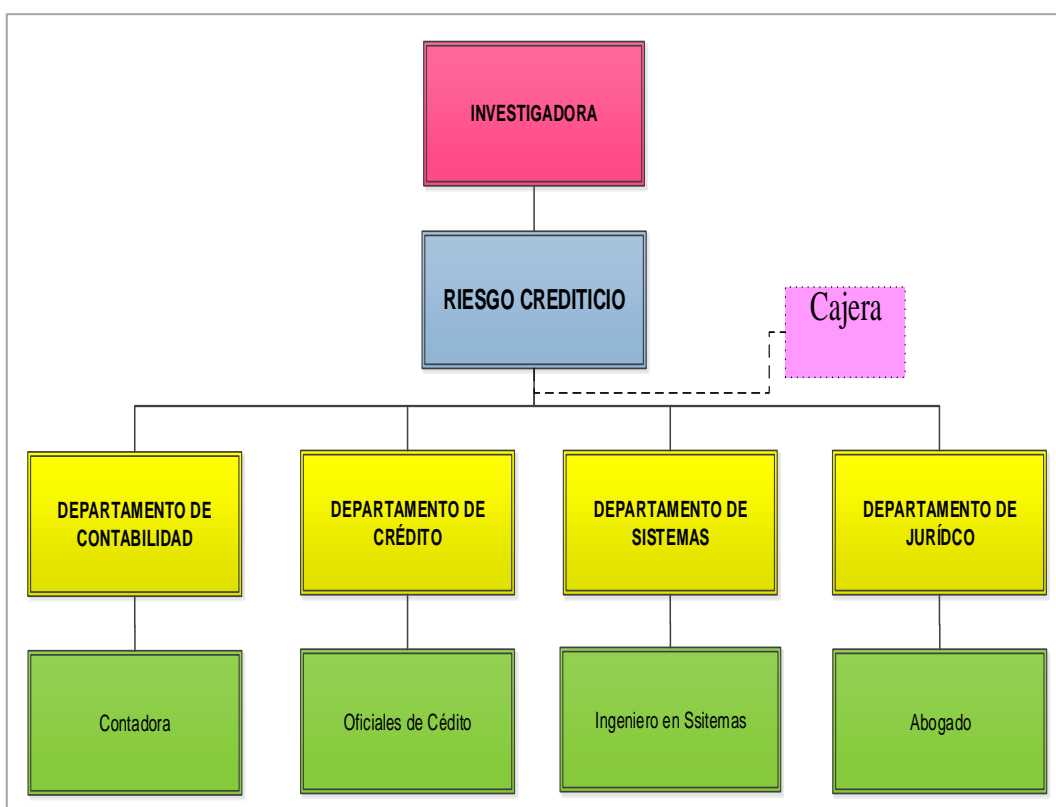 INVESTIGADORA
RIESGO CREDITICIO
Cajera
DEPARTAMENTO DE
CONTABILIDAD
DEPARTAMENTO DE
CRÉDITO
DEPARTAMENTO DE
SISTEMAS
DEPARTAMENTO DE
JURÍDCO
Contadora
Oficiales de Cédito
Ingeniero en Ssitemas
Abogado